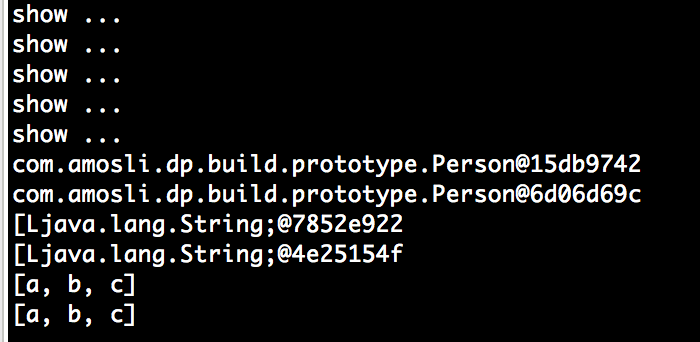 show ...
show ...
show ...
show ...
show ...
com.amosli.dp.build.prototype.Person@15db9742
com.amosli.dp.build.prototype.Person@6d06d69c
[Ljava.lang.String;@7852e922
[Ljava.lang.String;@4e25154f
[a, b, c]
[a, b, c]